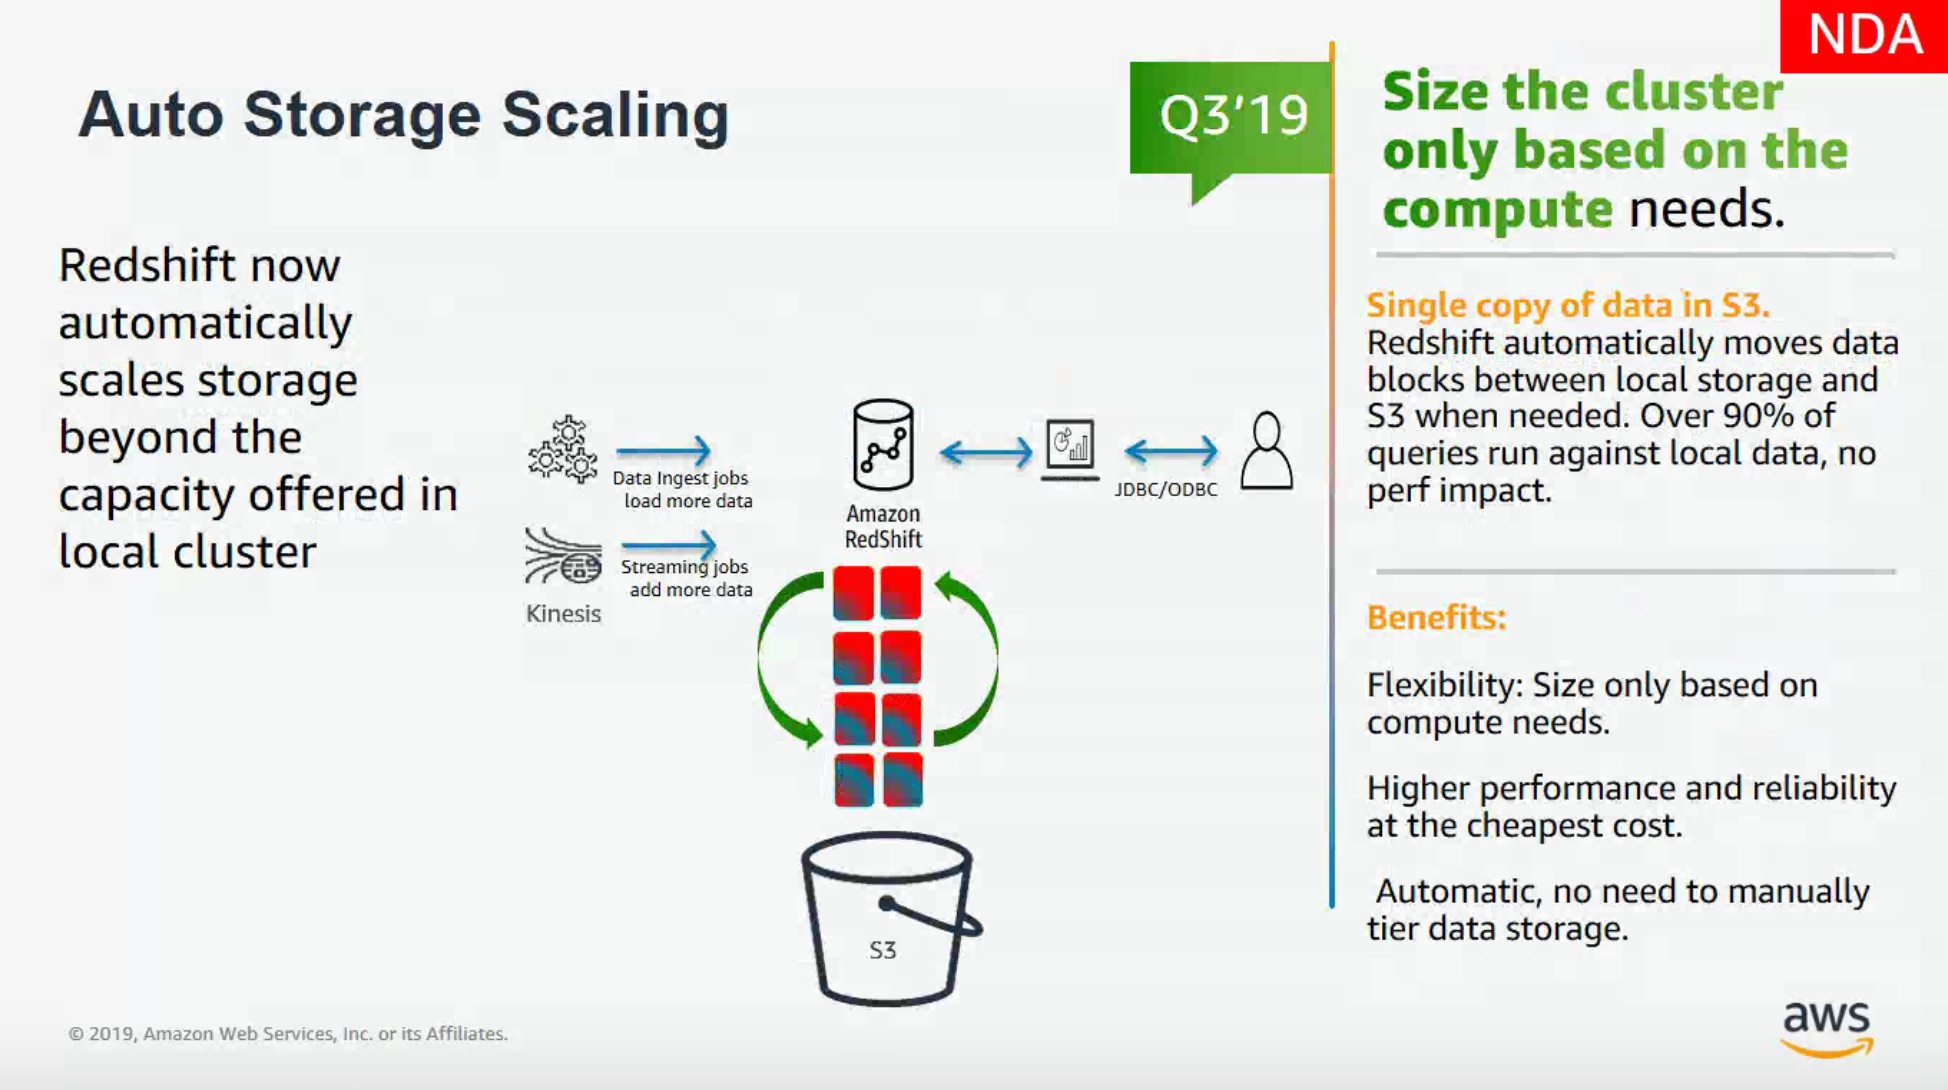 NDA
Auto Storage Scaling
Q3'19
Size the cluster
only based on the
compute needs.
Redshift now
automatically
scales storage
beyond the
capacity offered in
local cluster
Data Ingest jobs
load more data
Streaming jobs
add more data
Kinesis
Amazon
RedShift
JDBC/ODBC
S3
Single copy of data in S3.
Redshift automatically moves data
blocks between local storage and
S3 when needed. Over 90% of
queries run against local data, no
perf impact.
Benefits:
Flexibility: Size only based on
compute needs.
Higher performance and reliability
at the cheapest cost.
Automatic, no need to manually
tier data storage.
© 2019, Amazon Web Services, Inc. or its Affiliates.
aws